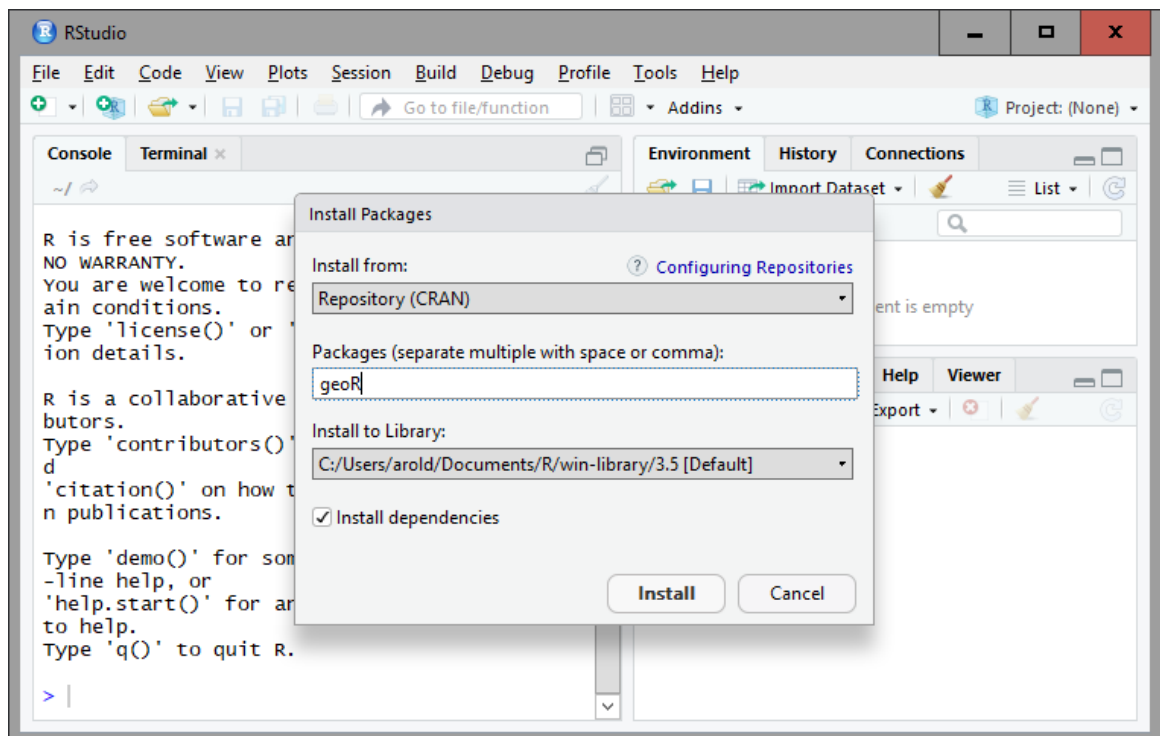 RStudio
File Edit Code View Plots Session Build Debug Profile Tools Help
Go to file/function Addins Project: (None)
Console Terminal
~/
R is free software an
NO WARRANTY.
You are welcome to re
ain conditions.
Type 'license()' or '
ion details.
R is a collaborative
butors.
Type 'contributors()'
d
'citation()' on how t
n publications.
Type 'demo()' for som
-line help, or
'help.start()' for an
to help.
Type 'q()' to quit R.
>
Install Packages
Install from:
? Configuring Repositories
Repository (CRAN)
Packages (separate multiple with space or comma):
geoR
Install to Library:
C:/Users/arold/Documents/R/win-library/3.5 [Default]
Install dependencies
Install Cancel
Environment History Connections
Import Dataset List
ent is empty
Help Viewer
Export